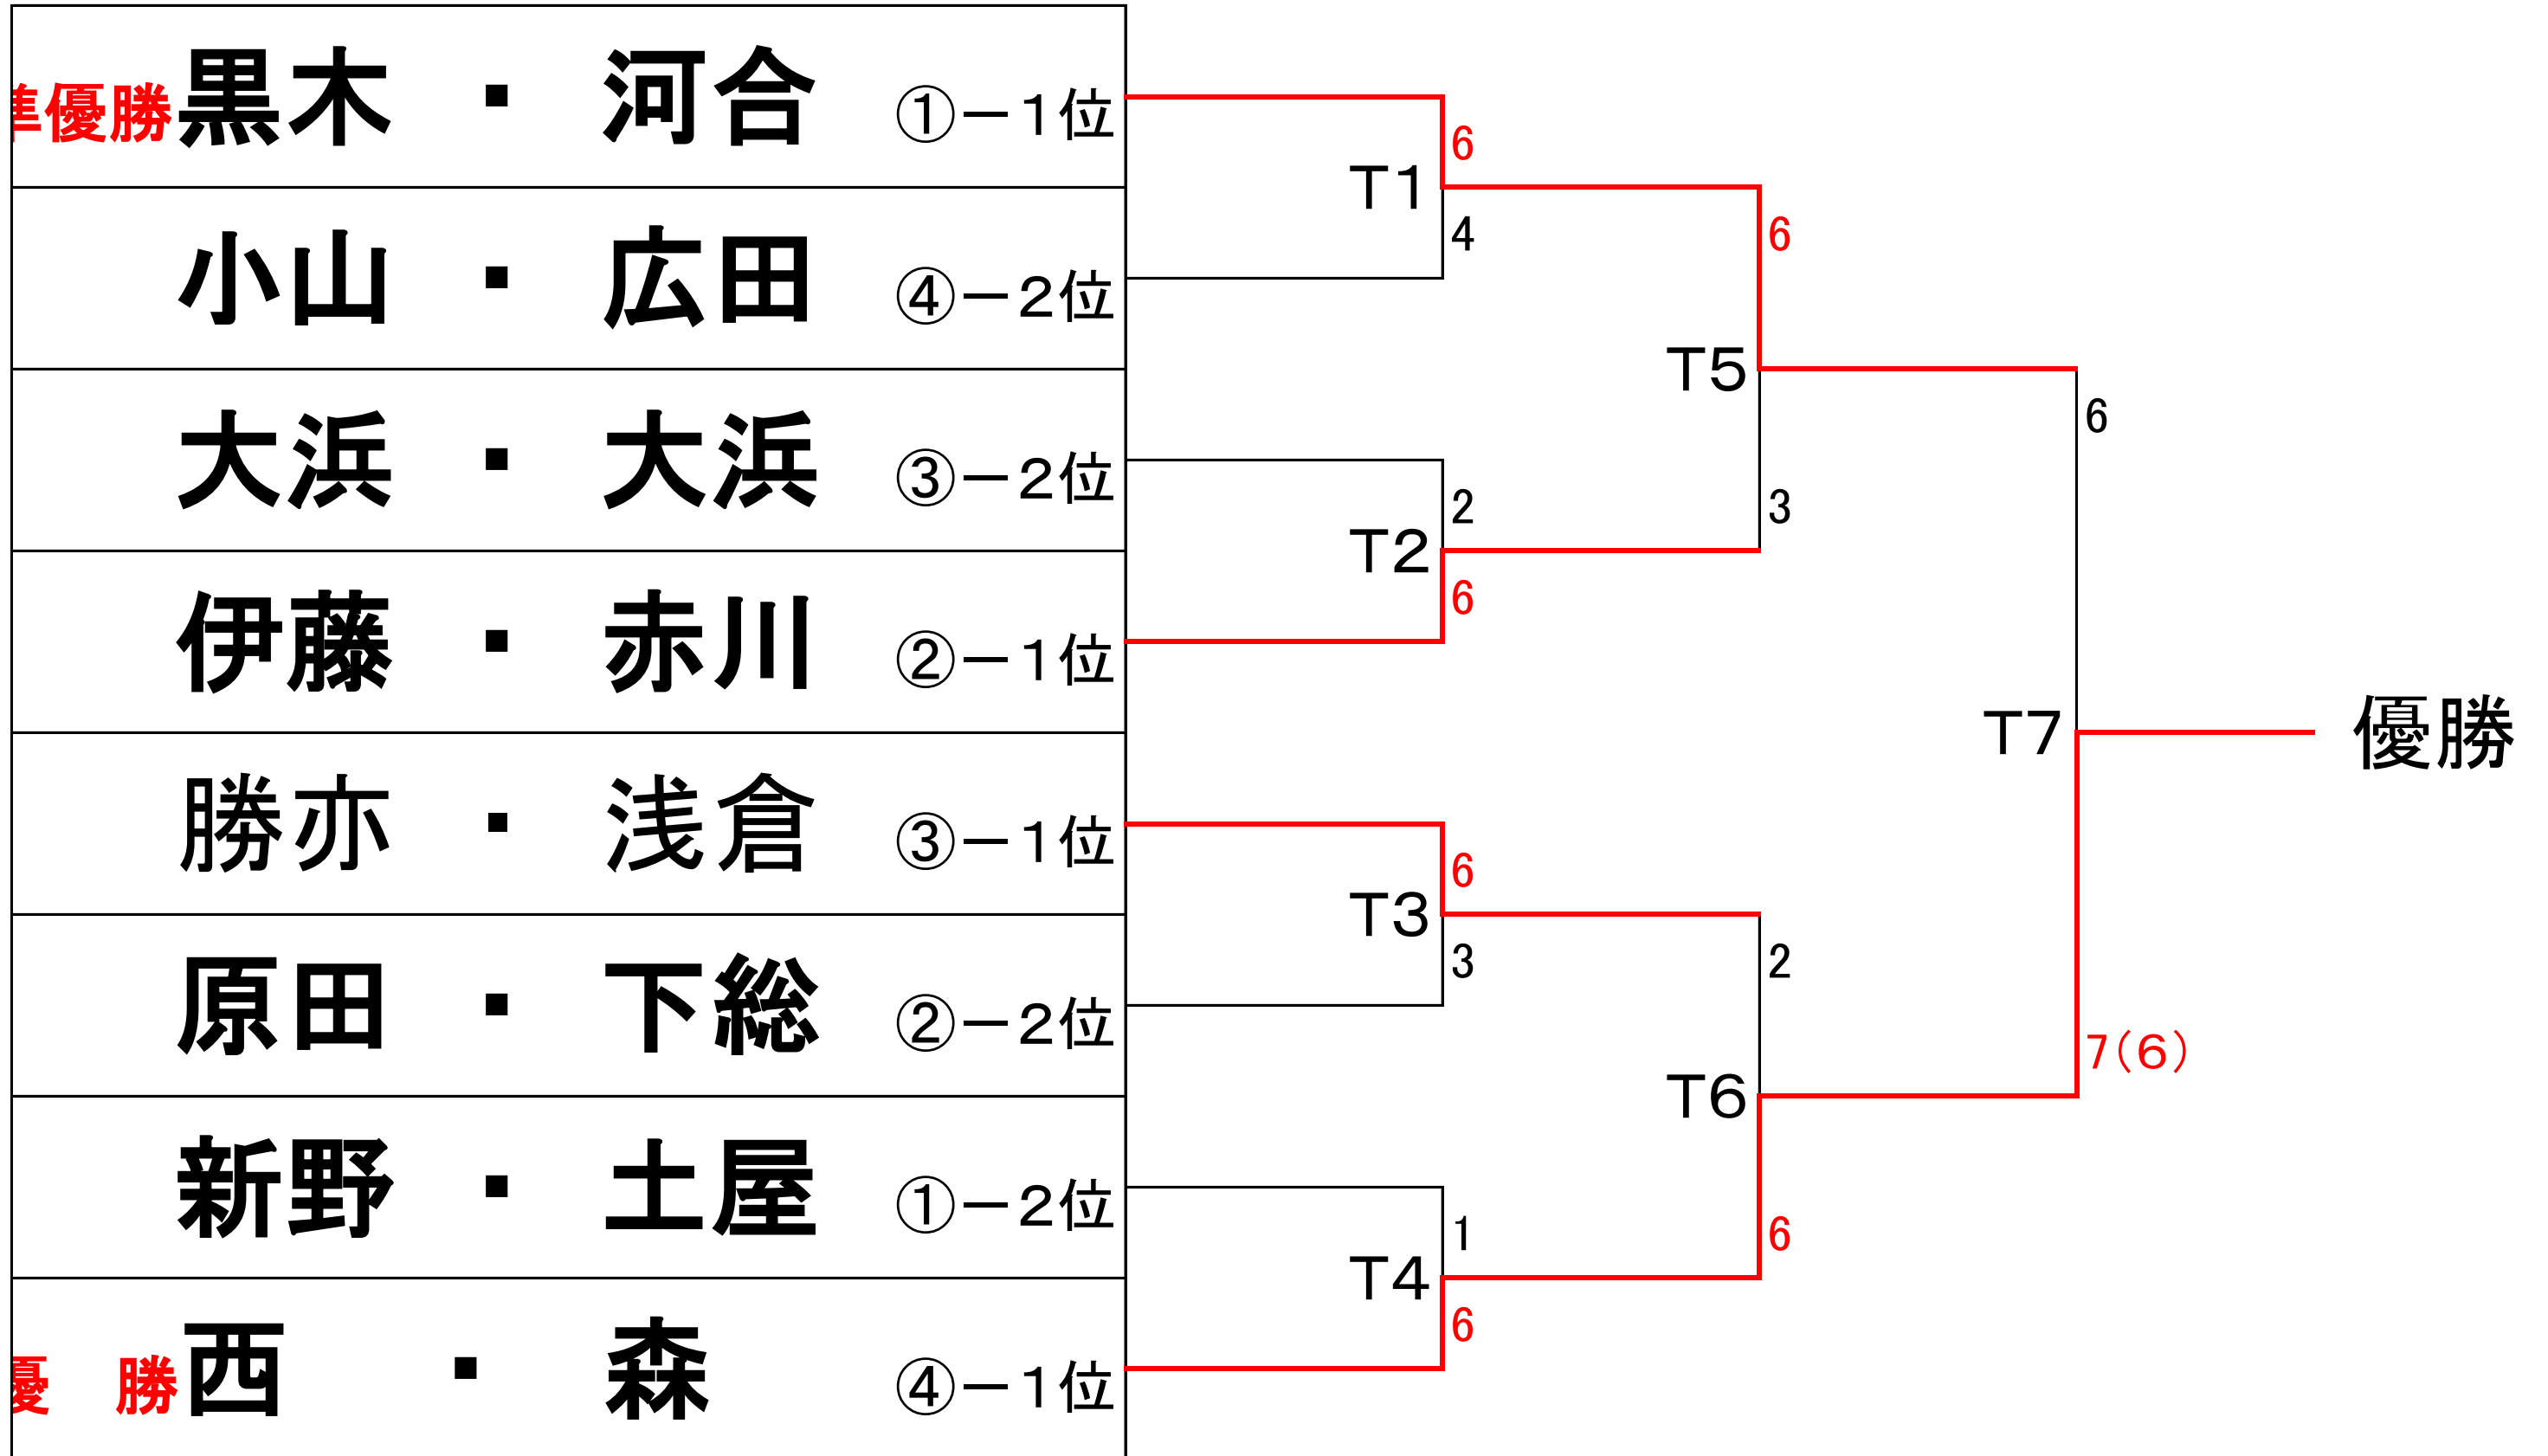 準優勝 黒木 ・ 河合 ①－１位
小山 ・ 広田 ④－２位
大浜 ・ 大浜 ③－２位
伊藤 ・ 赤川 ②－１位
勝亦 ・ 浅倉 ③－１位
原田 ・ 下総 ②－２位
新野 ・ 土屋 ①－２位
優　勝 西 ・ 森 ④－１位
6
T1
4
6
T5
3
2
T2
6
6
T7
優勝
7（６）
6
T3
3
2
T6
6
1
T4
6